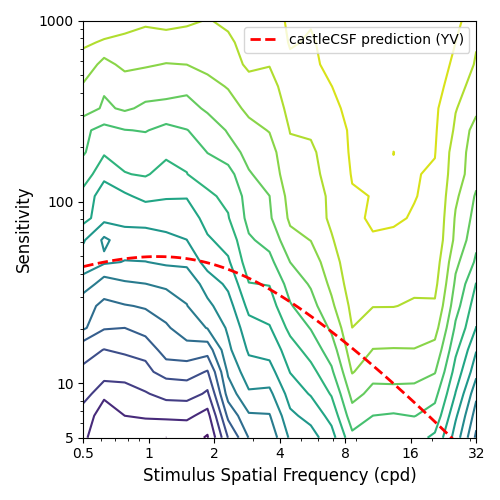 1000
castleCSF prediction (YV)
100
Sensitivity
10
5
0.5 1 2 4 8 16 32
Stimulus Spatial Frequency (cpd)